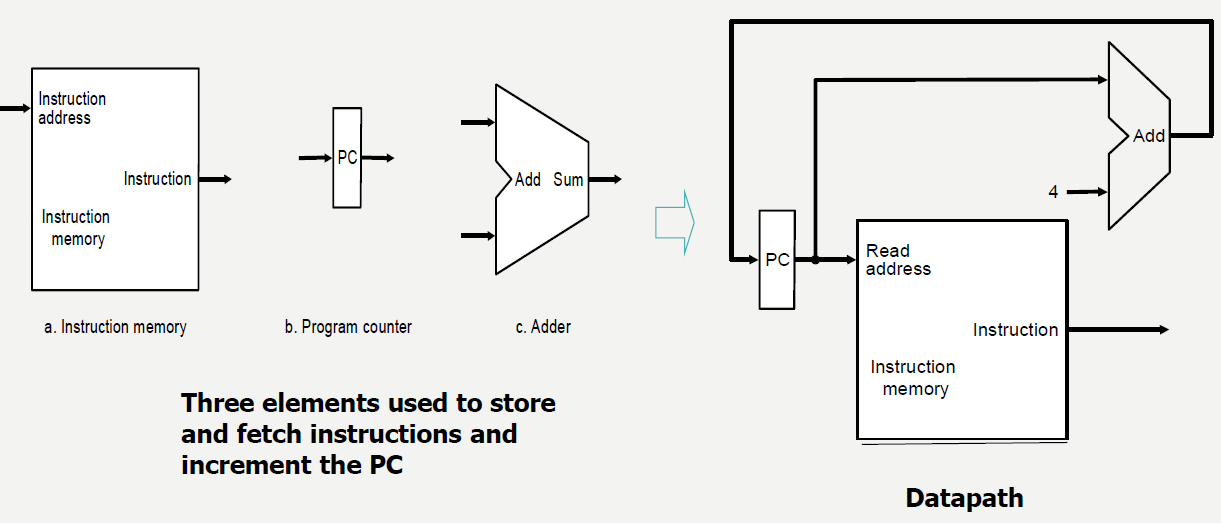 Instruction
address
Instruction
Instruction
memory
a. Instruction memory
PC
b. Program counter
Add Sum
c. Adder
Three elements used to store
and fetch instructions and
increment the PC
Add
4
PC
Read
address
Instruction
Instruction
memory
Datapath